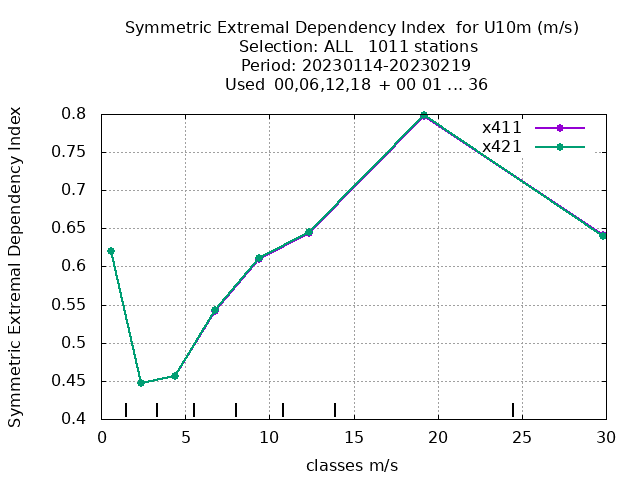 Symmetric Extremal Dependency Index  for U10m (m/s)
Selection: ALL   1011 stations
Period: 20230114-20230219
Used  00,06,12,18  + 00 01 ... 36
Symmetric Extremal Dependency Index
0.8
0.75
0.7
0.65
0.6
0.55
0.5
0.45
0.4
x411
x421
0 5 10 15 20 25 30
classes m/s